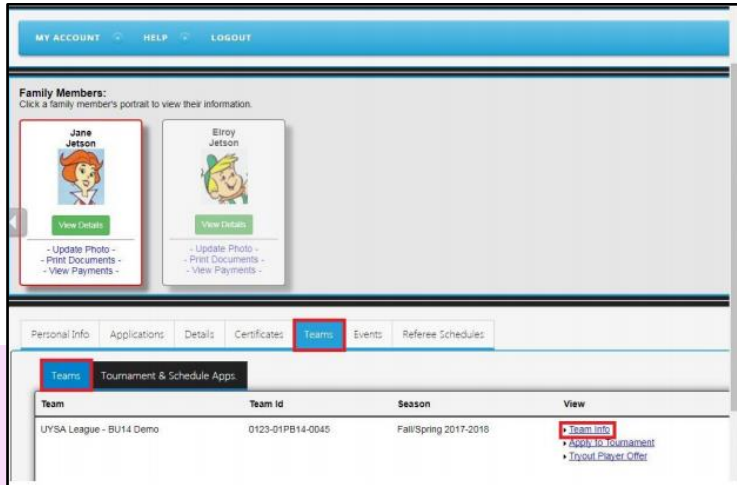 MY ACCOUNT HELP LOGOUT
Family Members:
Click a family member's portrait to view their information.
Jane
Jetson
View Details
- Update Photo -
- Print Documents -
- View Payments -
Elroy
Jetson
View Details
- Update Photo -
- Print Documents -
- View Payments -
Personal Info Applications Details Certificates Teams Events Referee Schedules
Teams Tournament & Schedule Apps.
Team Team Id Season View
UYSA League - BU14 Demo 0123-01PB14-0045 Fall/Spring 2017-2018 Team Info
Apply to Tournament
Tryout Player Offer